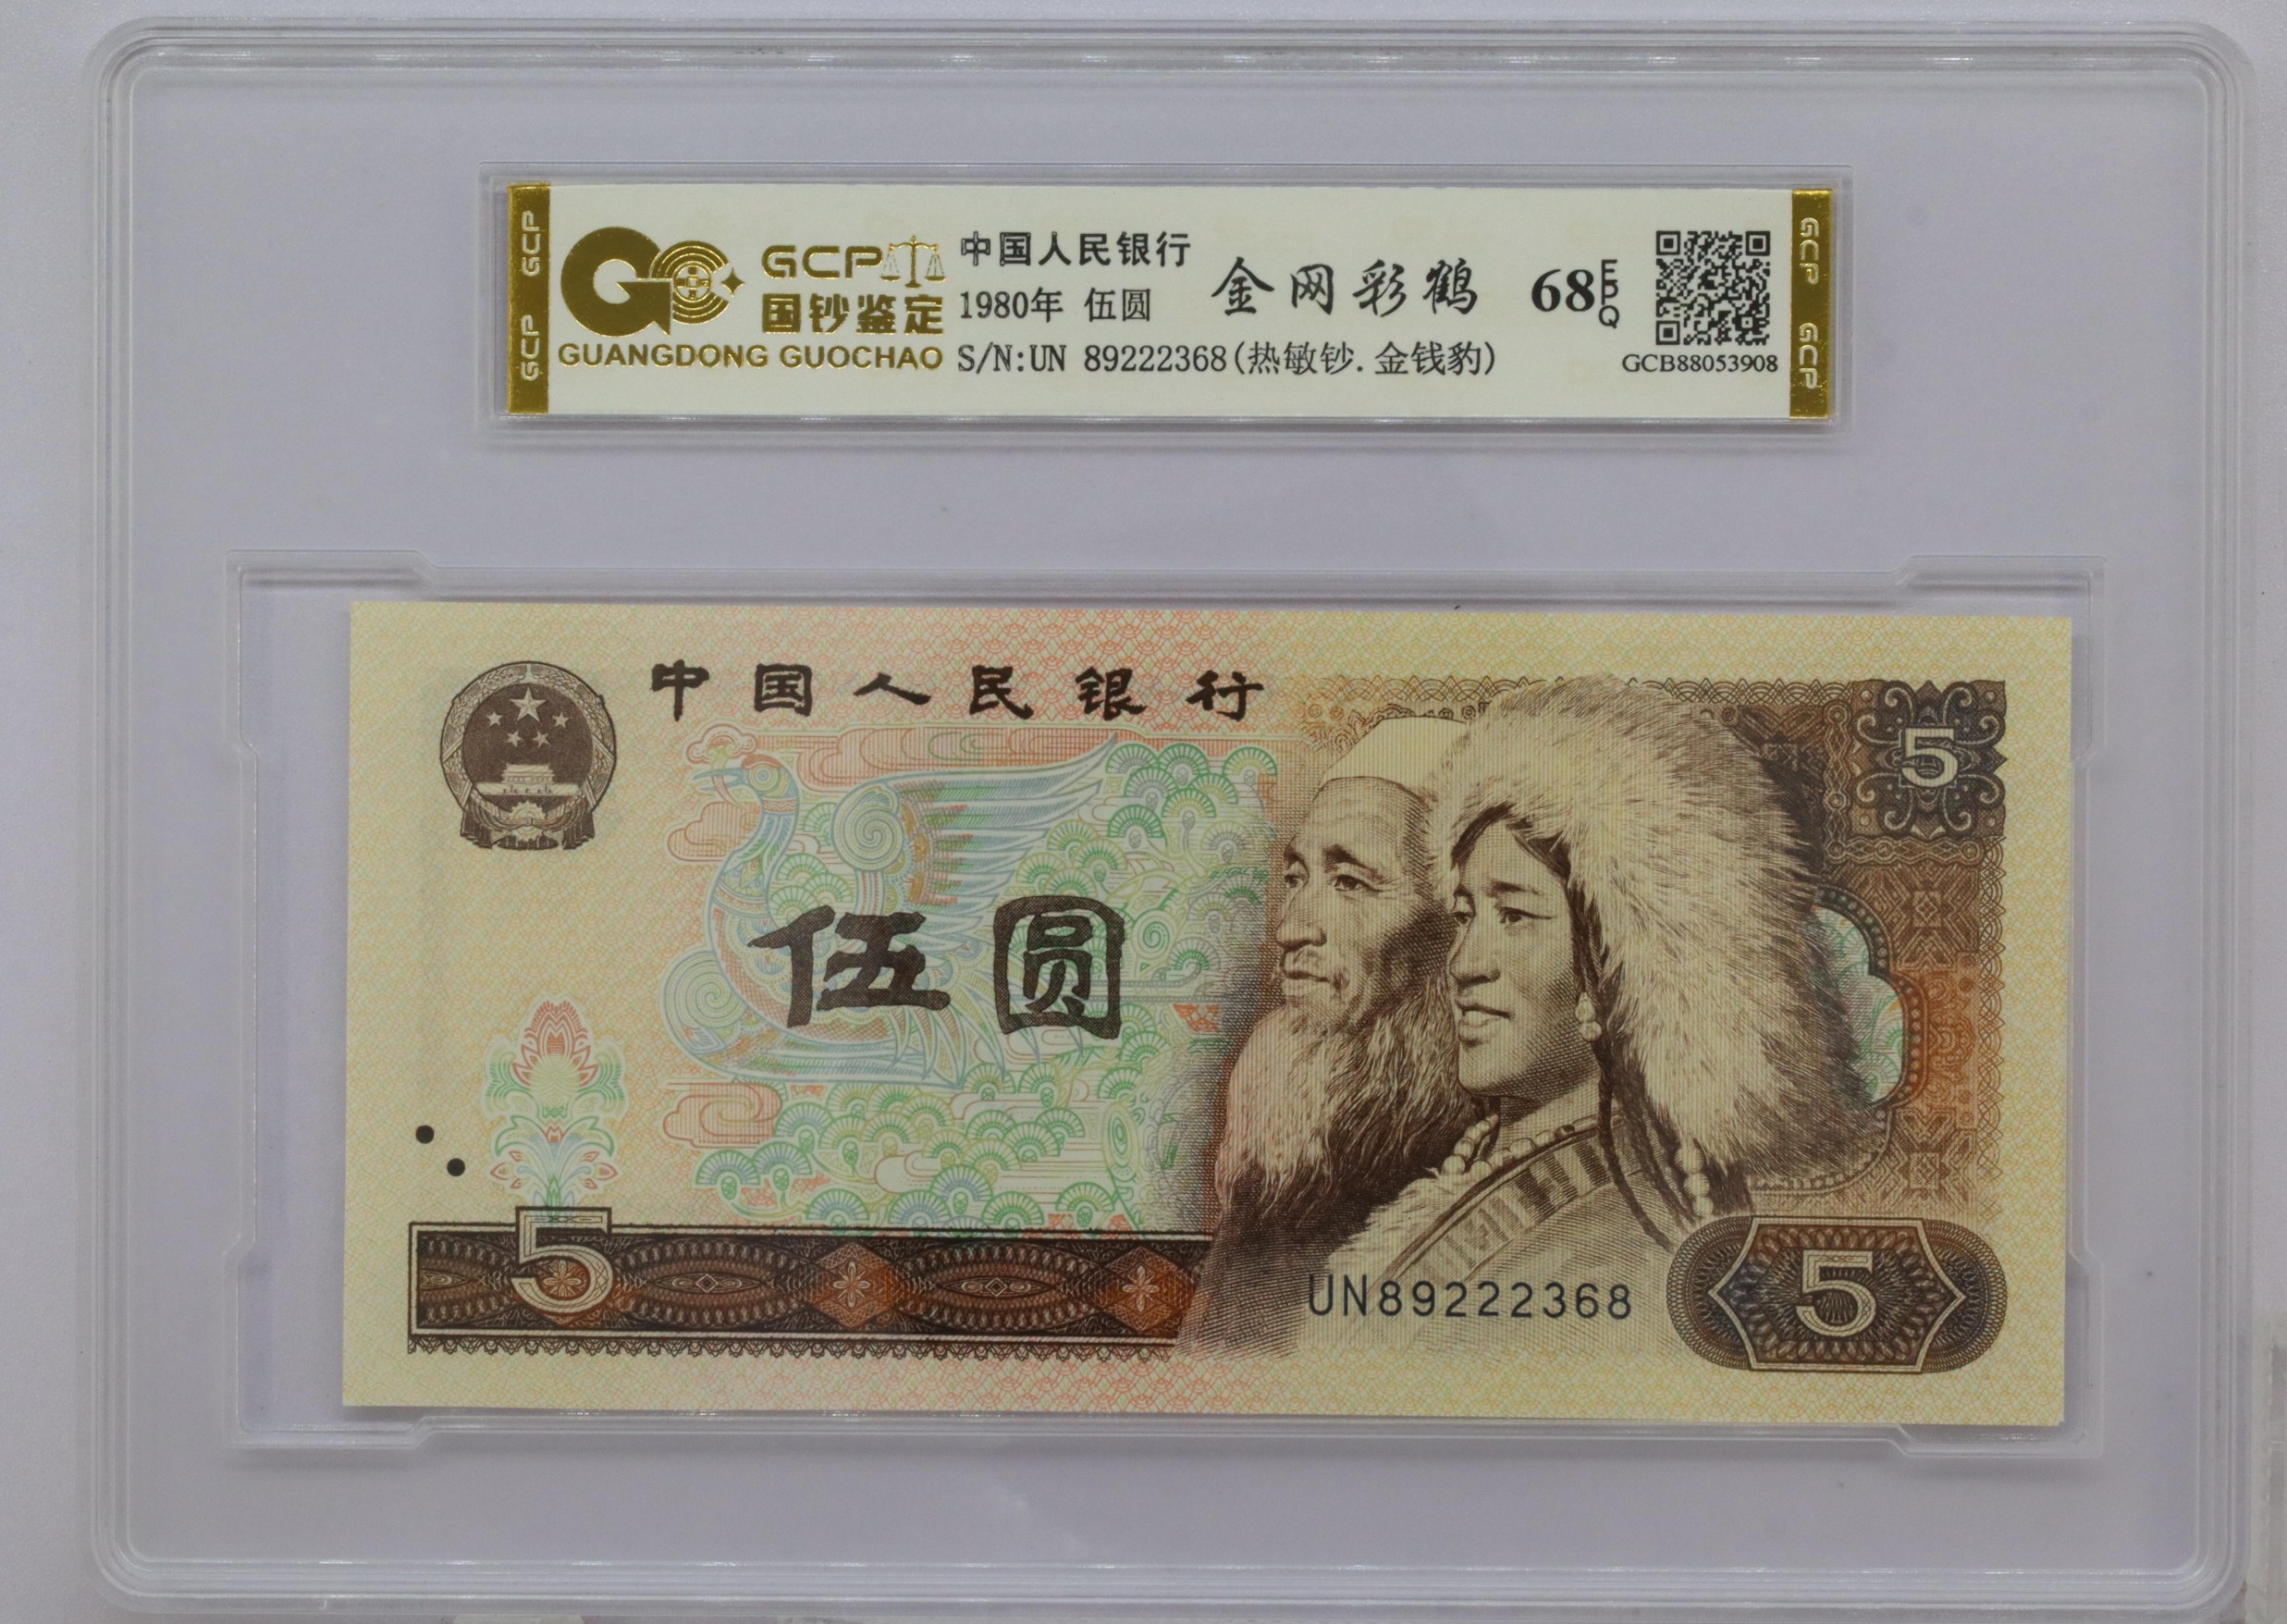 GCP GCP
GCP
国钞鉴定
GUANGDONG GUOCHAO
中国人民银行
1980年 伍圆
S/N:UN 89222368(热敏钞.金钱豹)
金网彩鹤
68 EPQ
GCB88053908
GCP GCP
中国人民银行
5
伍圆
5
UN89222368
5